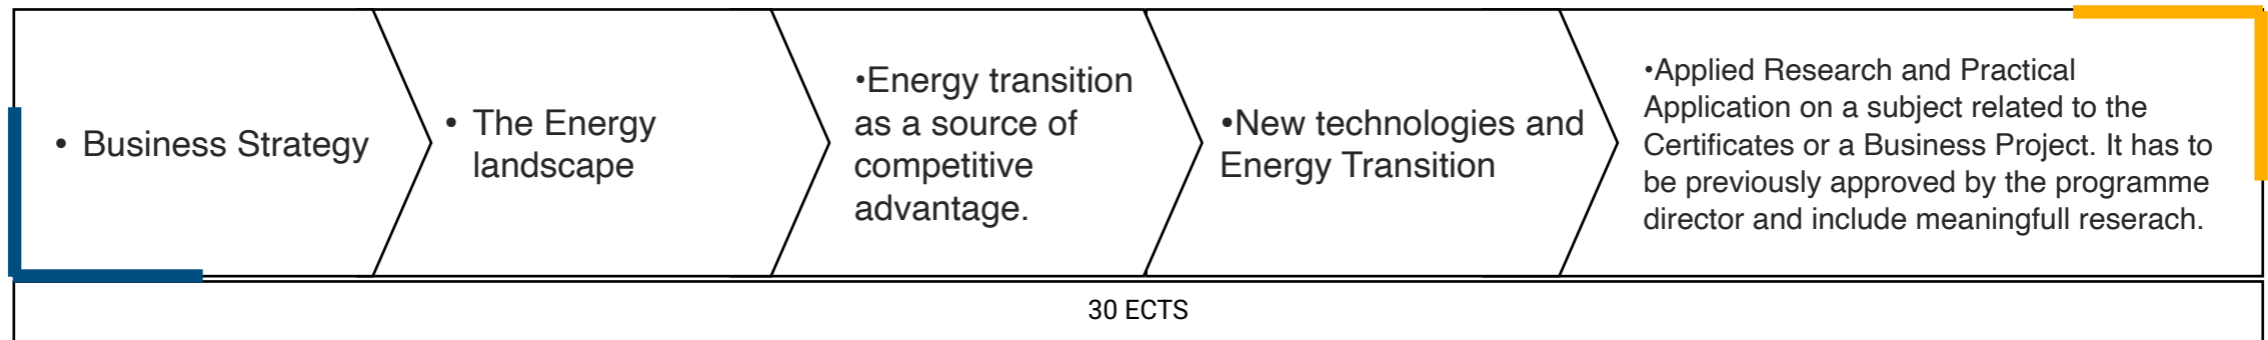 • Business Strategy
• The Energy
landscape
•Energy transition
as a source of
competitive
advantage.
•New technologies and
Energy Transition
•Applied Research and Practical
Application on a subject related to the
Certificates or a Business Project. It has to
be previously approved by the programme
director and include meaningfull reserach.
30 ECTS